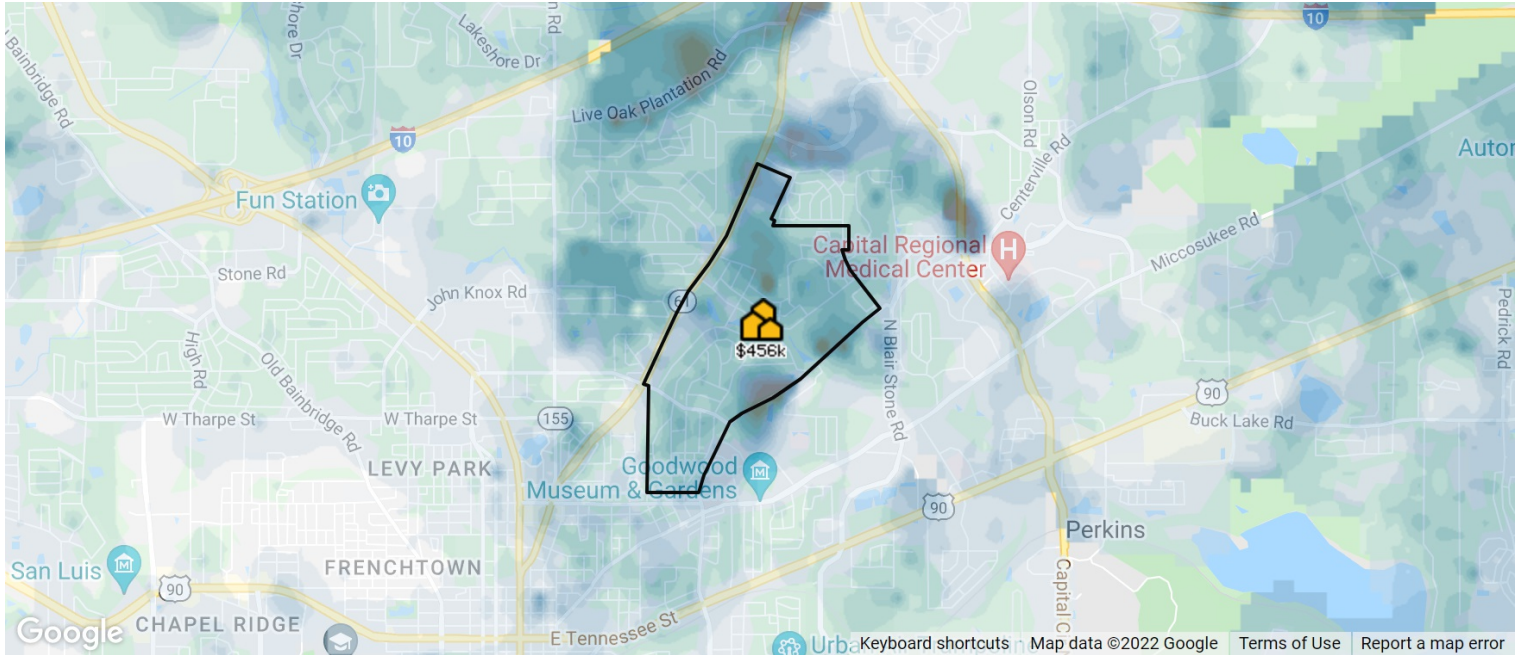 Lakeshore Dr
Live Oak Plantation Rd
10
10
Olson Rd
Centerville Rd
Fun Station
Capital Regional
Medical Center
Miccosukee Rd
Stone Rd
John Knox Rd
61
$456k
N Blair Stone Rd
Pedrick Rd
High Rd
Old Bainbridge Rd
W Tharpe St
W Tharpe St
155
90
Buck Lake Rd
LEVY PARK
Goodwood
Museum & Gardens
90
Perkins
San Luis
90
FRENCHTOWN
CHAPEL RIDGE
E Tennessee St
Google
Keyboard shortcuts
Map data ©2022 Google
Terms of Use
Report a map error